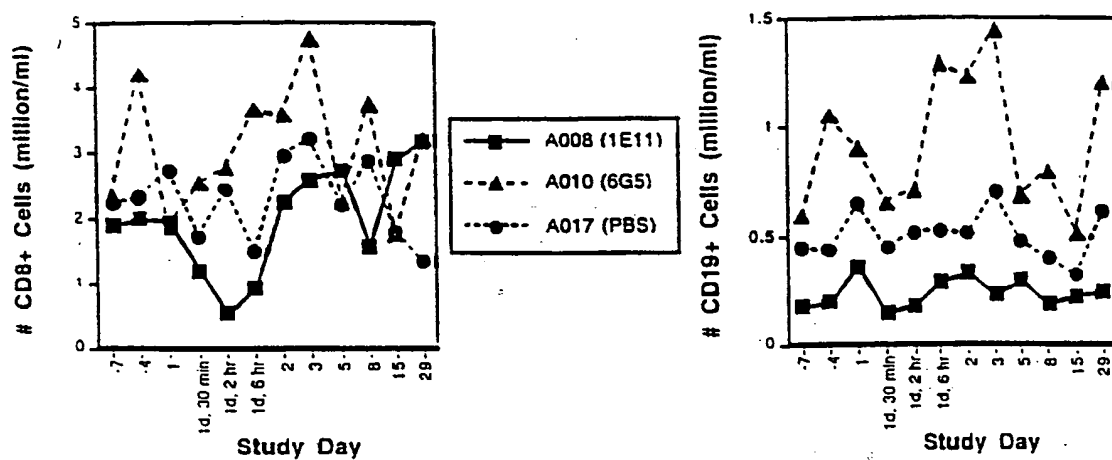 # CD8+ Cells (million/ml)
5
4
3
2
1
0
-7
-4
1
1d, 30 min
1d, 2 hr
1d, 6 hr
2
3
5
8
15
29
Study Day
A008 (1E11)
A010 (6G5)
A017 (PBS)
# CD19+ Cells (million/ml)
1.5
1
0.5
0
-7
-4
1
1d, 30 min
1d, 2 hr
1d, 6 hr
2
3
5
8
15
29
Study Day